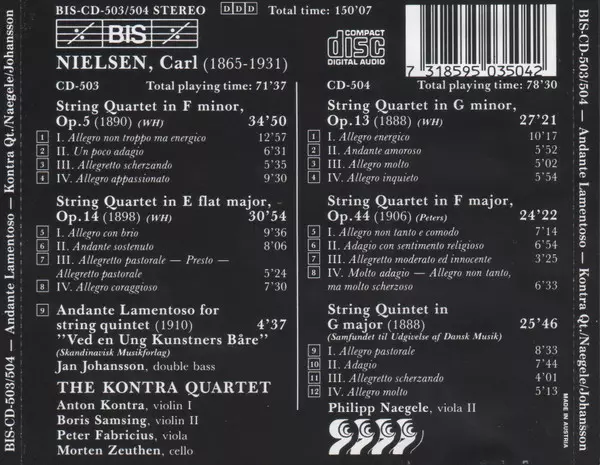 BIS-CD-503/504 STEREO DDD Total time: 150'07
BIS
COMPACT
disc
DIGITAL AUDIO
7 318595 035042
NIELSEN, Carl (1865-1931)
CD-503 Total playing time: 71'37
String Quartet in F minor,
Op.5 (1890) (WH) 34'50
1 I. Allegro non troppo ma energico 12'57
2 II. Un poco adagio 6'31
3 III. Allegretto scherzando 5'35
4 IV. Allegro appassionato 9'30
String Quartet in E flat major,
Op.14 (1898) (WH) 30'54
5 I. Allegro con brio 9'36
6 II. Andante sostenuto 8'06
7 III. Allegretto pastorale — Presto —
Allegretto pastorale 5'24
8 IV. Allegro coraggioso 7'30
9 Andante Lamentoso for
string quintet (1910) 4'37
"Ved en Ung Kunstners Båre"
(Skandinavisk Musikforlag)
Jan Johansson, double bass
THE KONTRA QUARTET
Anton Kontra, violin I
Boris Samsing, violin II
Peter Fabricius, viola
Morten Zeuthen, cello
CD-504 Total playing time: 78'30
String Quartet in G minor,
Op.13 (1888) (WH) 27'21
1 I. Allegro energico 10'17
2 II. Andante amoroso 5'52
3 III. Allegro molto 5'02
4 IV. Allegro inquieto 5'54
String Quartet in F major,
Op.44 (1906) (Peters) 24'22
5 I. Allegro non tanto e comodo 7'14
6 II. Adagio con sentimento religioso 6'54
7 III. Allegretto moderato ed innocente 3'25
8 IV. Molto adagio — Allegro non tanto,
ma molto scherzoso 6'33
String Quintet in
G major (1888) 25'46
(Samfundet til Udgivelse af Dansk Musik)
9 I. Allegro pastorale 8'33
10 II. Adagio 7'44
11 III. Allegretto scherzando 4'01
12 IV. Allegro molto 5'13
Philipp Naegele, viola II
MADE IN AUSTRIA
BIS-CD-503/504 — Andante Lamentoso — Kontra Qt./Naegele/Johansson
BIS-CD-503/504 — Andante Lamentoso — Kontra Qt./Naegele/Johansson